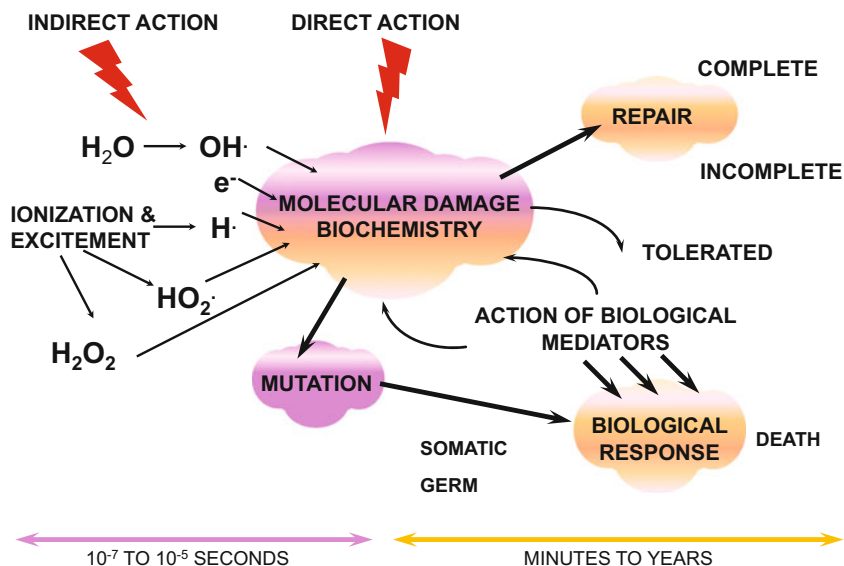 INDIRECT ACTION
DIRECT ACTION
COMPLETE
REPAIR
INCOMPLETE
H₂O
OH·
e⁻
MOLECULAR DAMAGE
BIOCHEMISTRY
IONIZATION &
EXCITEMENT
H·
HO₂·
H₂O₂
TOLERATED
ACTION OF BIOLOGICAL
MEDIATORS
MUTATION
BIOLOGICAL
RESPONSE
DEATH
SOMATIC
GERM
10⁻⁷ TO 10⁻⁵ SECONDS
MINUTES TO YEARS